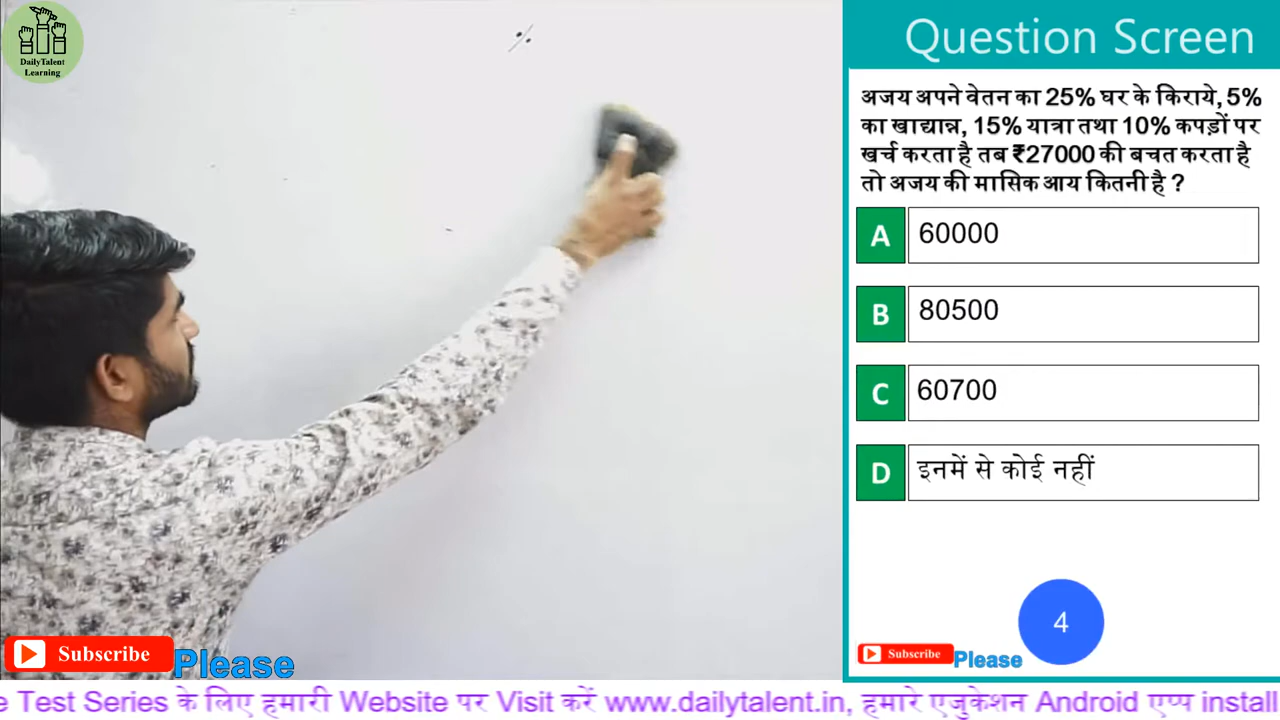 DailyTalent
Learning
Question Screen
अजय अपने वेतन का 25% घर के किराये, 5%
का खाद्यान्न, 15% यात्रा तथा 10% कपड़ों पर
खर्च करता है तब ₹27000 की बचत करता है
तो अजय की मासिक आय कितनी है ?
A 60000
B 80500
C 60700
D इनमें से कोई नहीं
4
Subscribe Please
Subscribe Please
e Test Series के लिए हमारी Website पर Visit करें www.dailytalent.in, हमारे एजुकेशन Android एप्प install